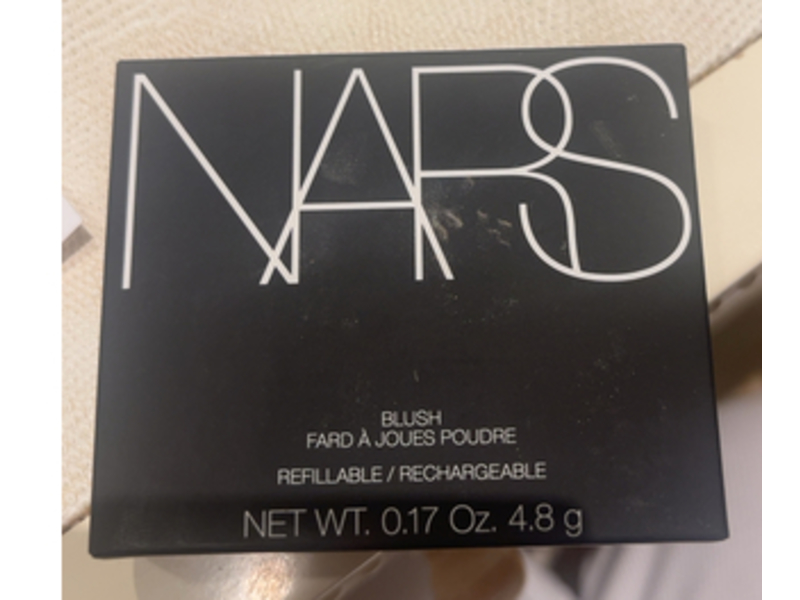 NARS
BLUSH
FARD À JOUES POUDRE
REFILLABLE / RECHARGEABLE
NET WT. 0.17 Oz. 4.8 g